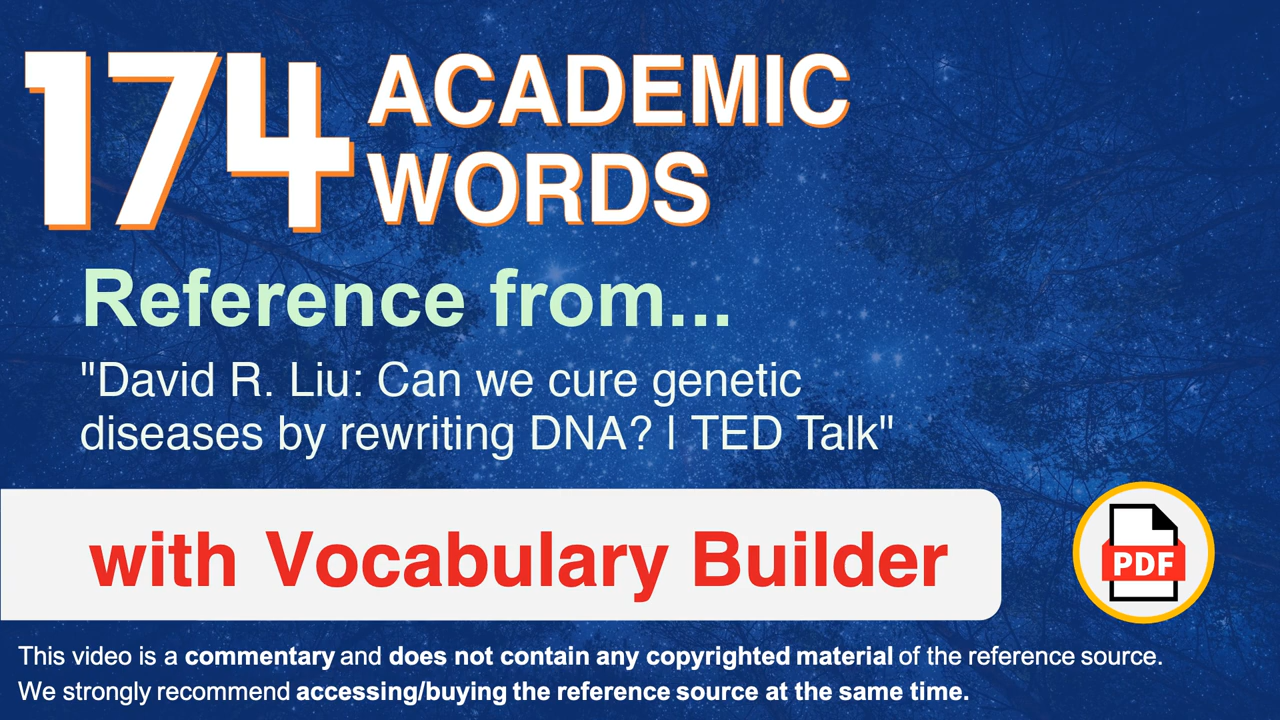 174 ACADEMIC
WORDS
Reference from...
"David R. Liu: Can we cure genetic
diseases by rewriting DNA? | TED Talk"
with Vocabulary Builder
PDF
This video is a commentary and does not contain any copyrighted material of the reference source.
We strongly recommend accessing/buying the reference source at the same time.